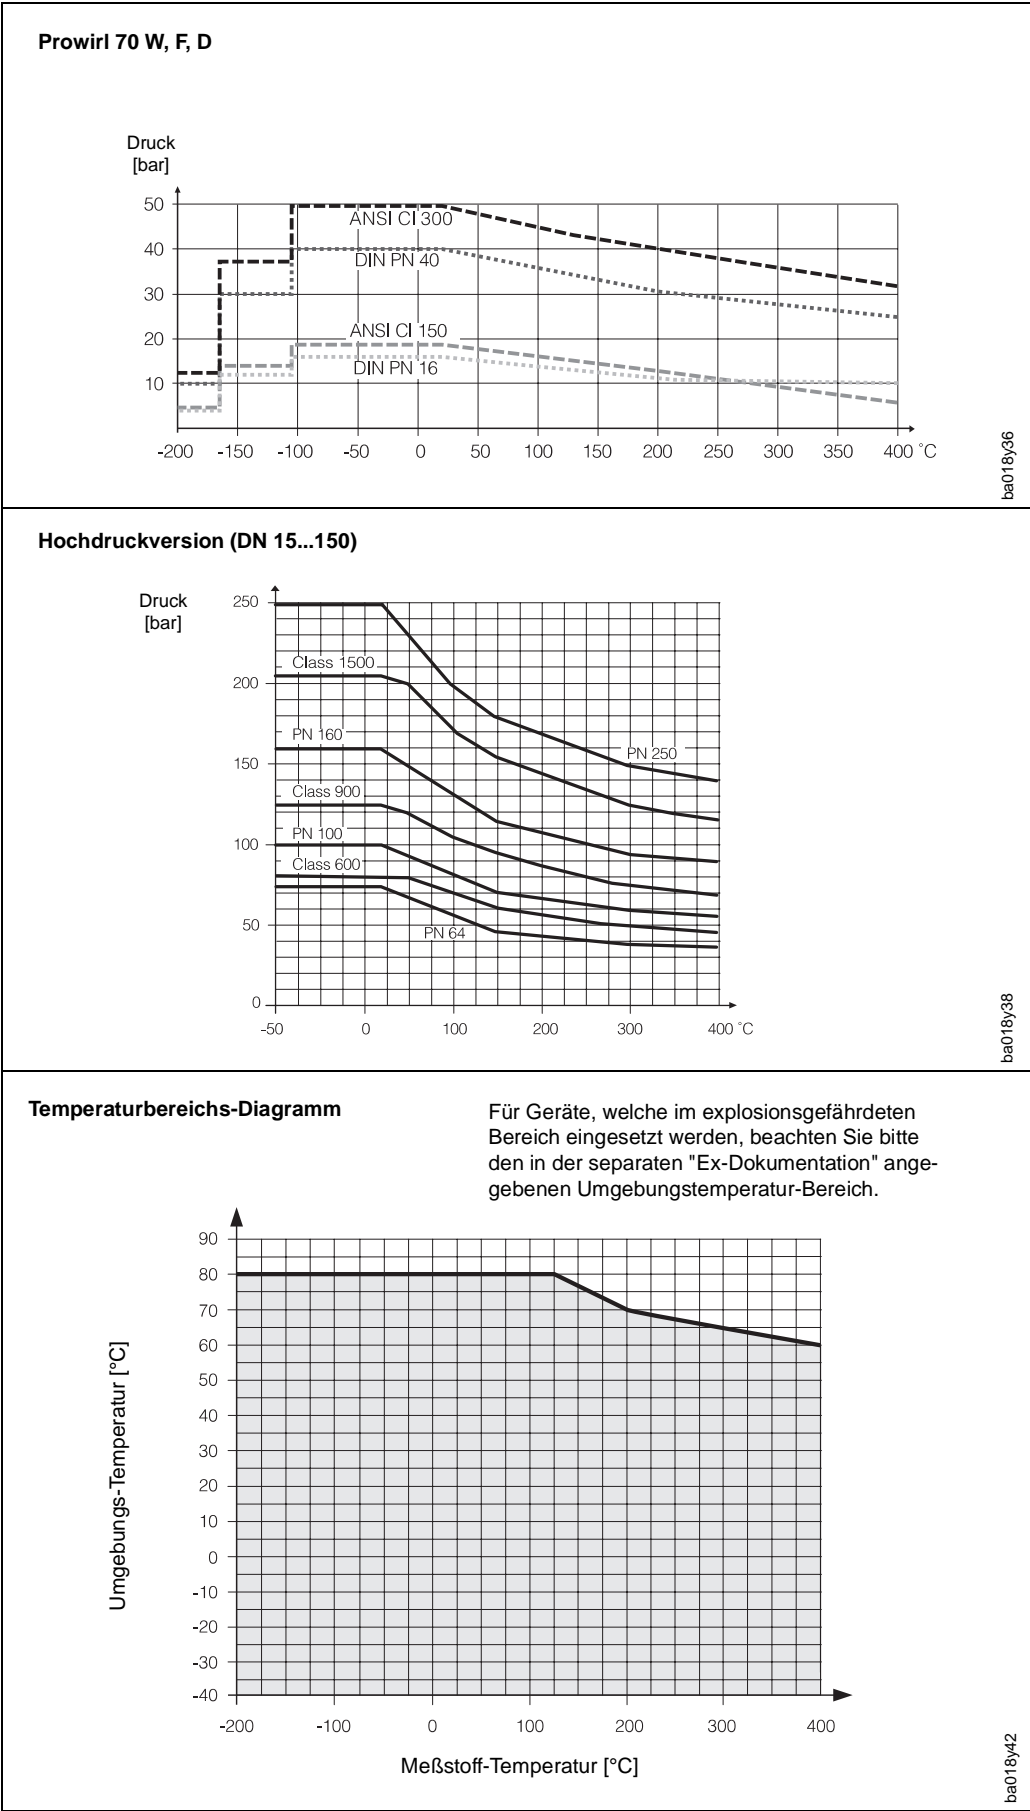 Prowirl 70 W, F, D
Druck
[bar]
50
40
30
20
10
ANSI Cl 300
DIN PN 40
ANSI Cl 150
DIN PN 16
-200 -150 -100 -50 0 50 100 150 200 250 300 350 400 °C
ba018y36
Hochdruckversion (DN 15...150)
Druck
[bar]
250
200
150
100
50
0
Class 1500
PN 160
PN 250
Class 900
PN 100
Class 600
PN 64
-50 0 100 200 300 400 °C
ba018y38
Temperaturbereichs-Diagramm
Für Geräte, welche im explosionsgefährdeten
Bereich eingesetzt werden, beachten Sie bitte
den in der separaten "Ex-Dokumentation" ange-
gebenen Umgebungstemperatur-Bereich.
Umgebungs-Temperatur [°C]
90
80
70
60
50
40
30
20
10
0
-10
-20
-30
-40
-200 -100 0 100 200 300 400
Meßstoff-Temperatur [°C]
ba018y42